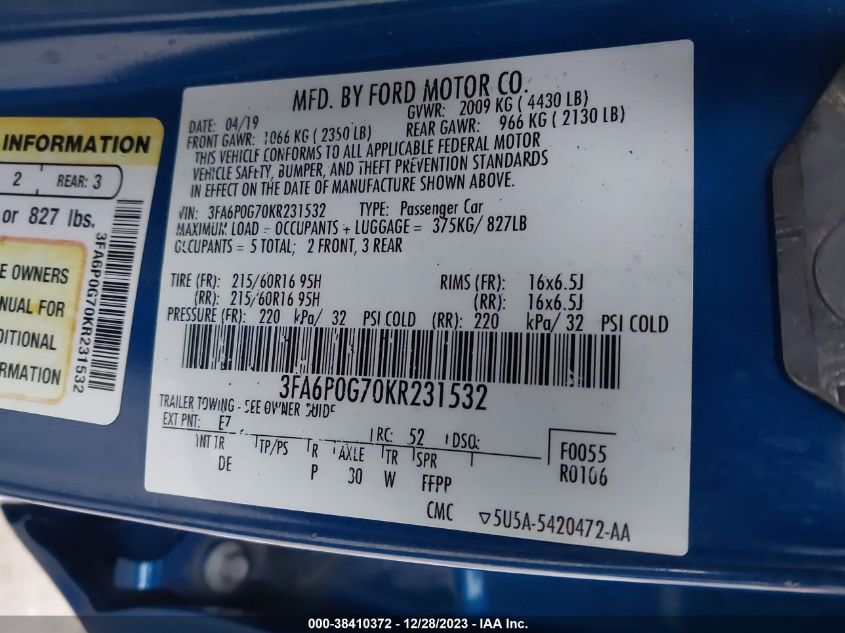 INFORMATION
2 REAR: 3
or 827 lbs.
OWNERS
FOR
3FA6P0G70KR231532
MFD. BY FORD MOTOR CO.
DATE: 04/19 GVWR: 2009 KG ( 4430 LB)
FRONT GAWR: 1066 KG ( 2350 LB) REAR GAWR: 966 KG ( 2130 LB)
THIS VEHICLE CONFORMS TO ALL APPLICABLE FEDERAL MOTOR
VEHICLE SAFETY, BUMPER, AND THEFT PREVENTION STANDARDS
IN EFFECT ON THE DATE OF MANUFACTURE SHOWN ABOVE.
VIN: 3FA6P0G70KR231532 TYPE: Passenger Car
MAXIMUM LOAD = OCCUPANTS + LUGGAGE = 375KG/ 827LB
OCCUPANTS = 5 TOTAL; 2 FRONT, 3 REAR
TIRE (FR): 215/60R16 95H RIMS (FR): 16x6.5J
(RR): 215/60R16 95H (RR): 16x6.5J
PRESSURE (FR): 220 kPa/ 32 PSI COLD (RR): 220 kPa/ 32 PSI COLD
3FA6P0G70KR231532
TRAILER TOWING - SEE OWNER GUIDE
EXT PNT: E7 RC: 52 DSO: F0055
INT TR TP/PS R AXLE TR SPR R0106
DE P 30 W FFPP
CMC 5U5A-5420472-AA
000-38410372 - 12/28/2023 - IAA Inc.